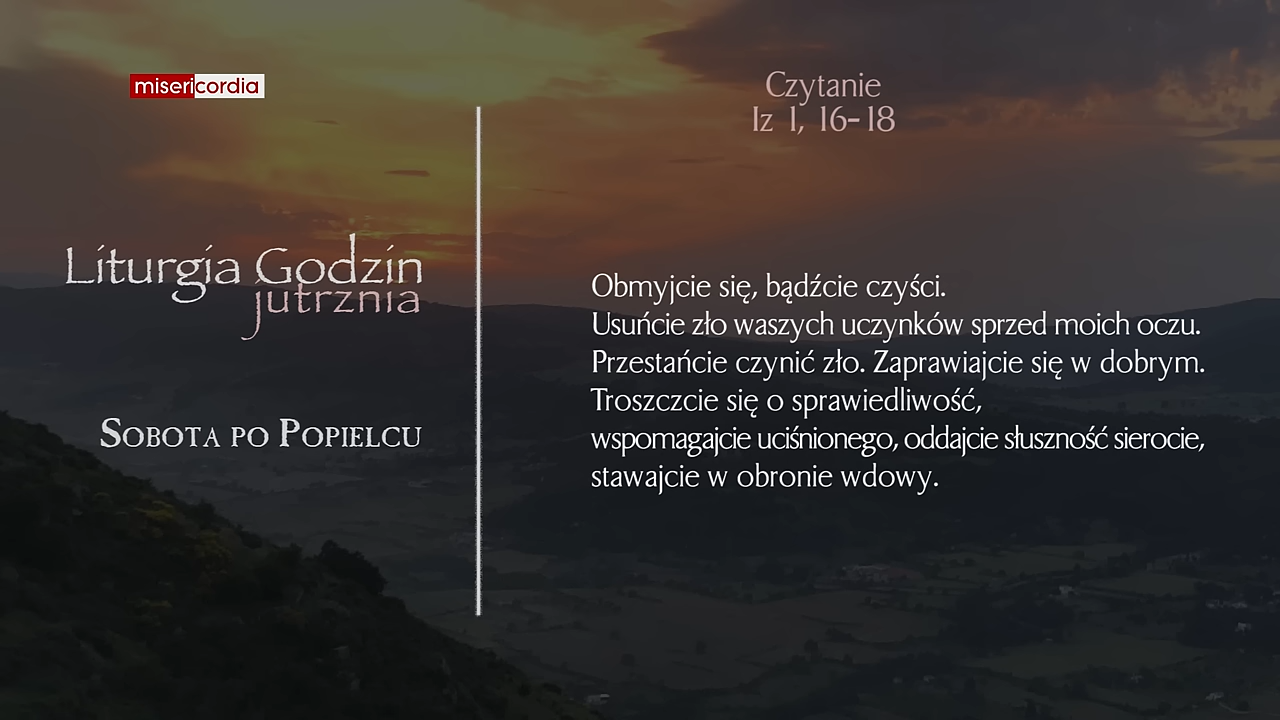 misericordia
Liturgia Godzin
jutrznia
Sobota po Popielcu
Czytanie
Iz 1, 16-18
Obmyjcie się, bądźcie czyści.
Usuńcie zło waszych uczynków sprzed moich oczu.
Przestańcie czynić zło. Zaprawiajcie się w dobrym.
Troszczcie się o sprawiedliwość,
wspomagajcie uciśnionego, oddajcie słuszność sierocie,
stawajcie w obronie wdowy.